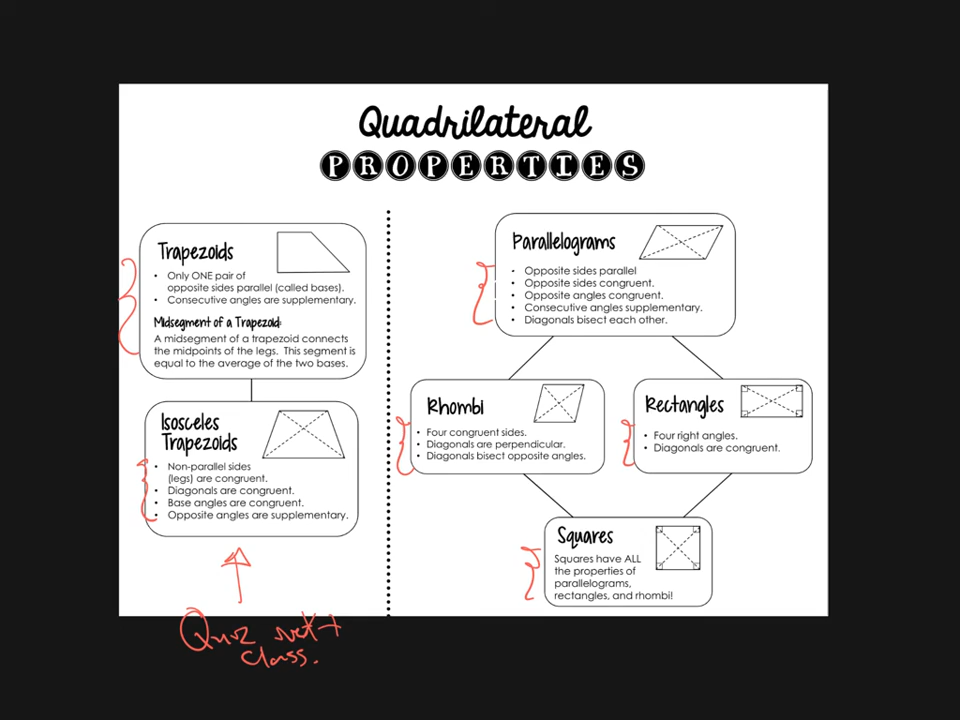 Quadrilateral
PROPERTIES
Trapezoids
• Only ONE pair of
opposite sides parallel (called bases).
• Consecutive angles are supplementary.
Midsegment of a Trapezoid:
A midsegment of a trapezoid connects
the midpoints of the legs. This segment is
equal to the average of the two bases.
Isosceles
Trapezoids
• Non-parallel sides
(legs) are congruent.
• Diagonals are congruent.
• Base angles are congruent.
• Opposite angles are supplementary.
Parallelograms
• Opposite sides parallel
• Opposite sides congruent.
• Opposite angles congruent.
• Consecutive angles supplementary.
• Diagonals bisect each other.
Rhombi
• Four congruent sides.
• Diagonals are perpendicular.
• Diagonals bisect opposite angles.
Rectangles
• Four right angles.
• Diagonals are congruent.
Squares
Squares have ALL
the properties of
parallelograms,
rectangles, and rhombi!
Quiz next
class.